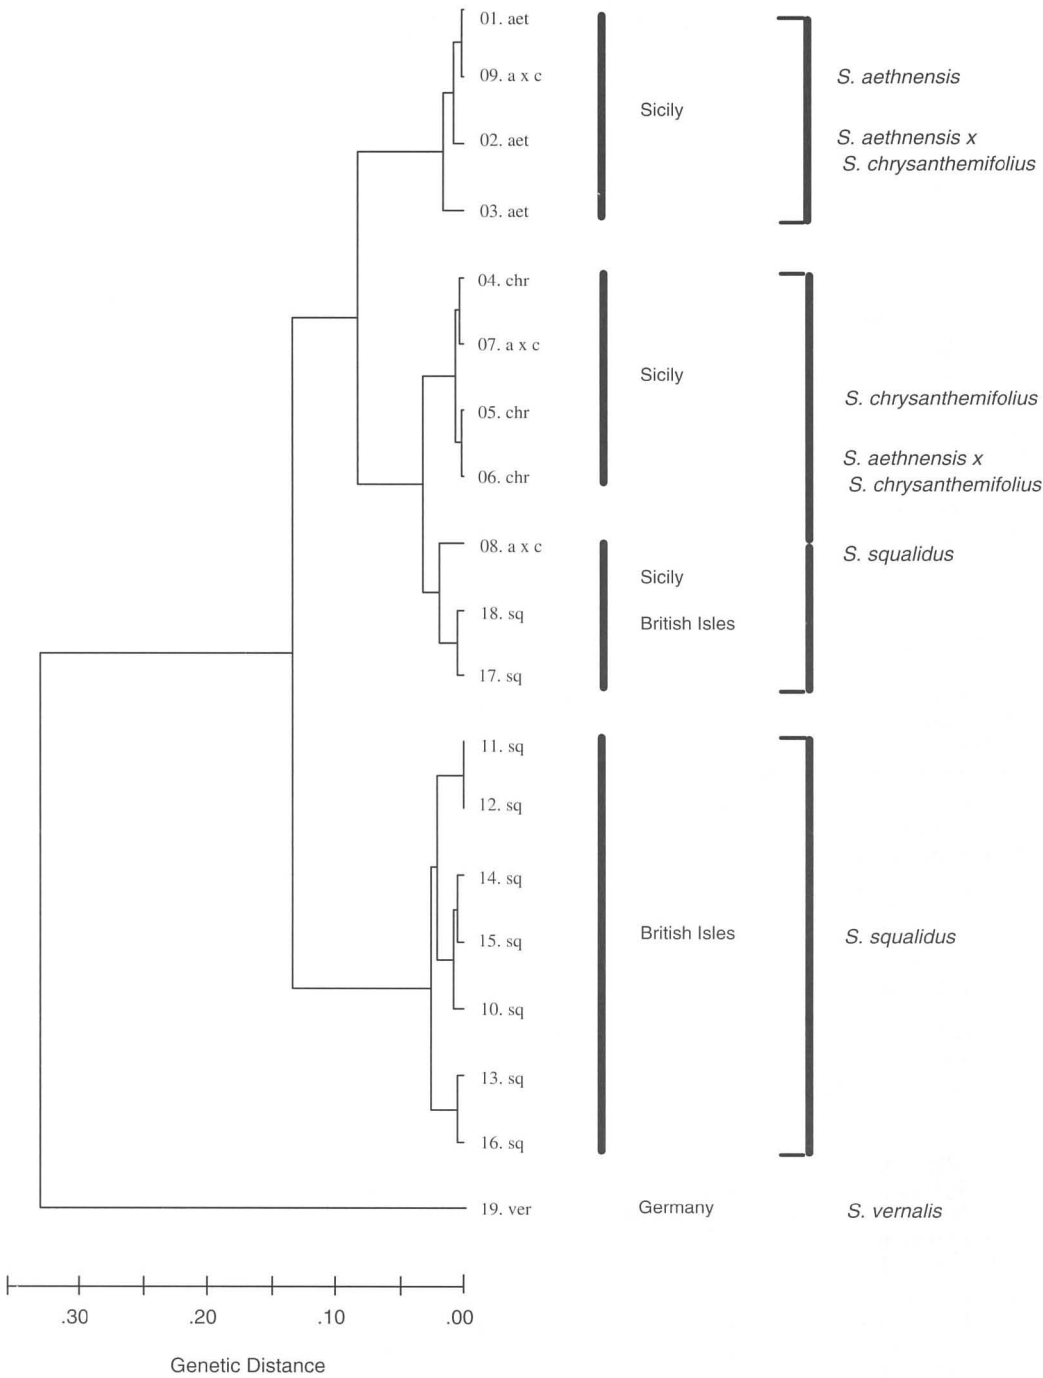 01. aet
09. a x c
02. aet
03. aet
Sicily
S. aethnensis
S. aethnensis x
S. chrysanthemifolius
04. chr
07. a x c
05. chr
06. chr
Sicily
S. chrysanthemifolius
S. aethnensis x
S. chrysanthemifolius
08. a x c
18. sq
17. sq
Sicily
British Isles
S. squalidus
11. sq
12. sq
14. sq
15. sq
10. sq
13. sq
16. sq
British Isles
S. squalidus
19. ver
Germany
S. vernalis
.30 .20 .10 .00
Genetic Distance